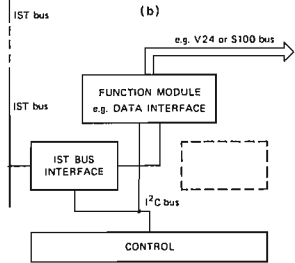 IST bus
(b)
e.g. V24 or S100 bus
FUNCTION MODULE
e.g. DATA INTERFACE
IST bus
IST BUS
INTERFACE
I²C bus
CONTROL